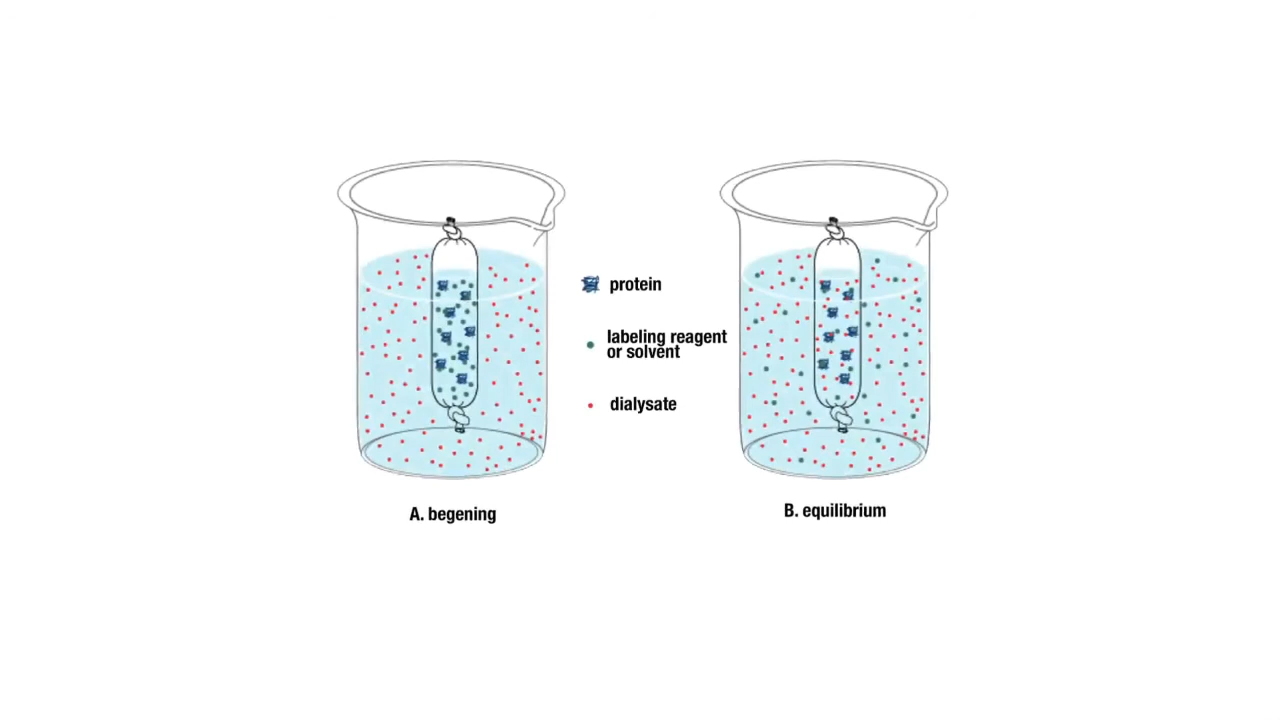 protein
labeling reagent
or solvent
dialysate
A. begening
B. equilibrium